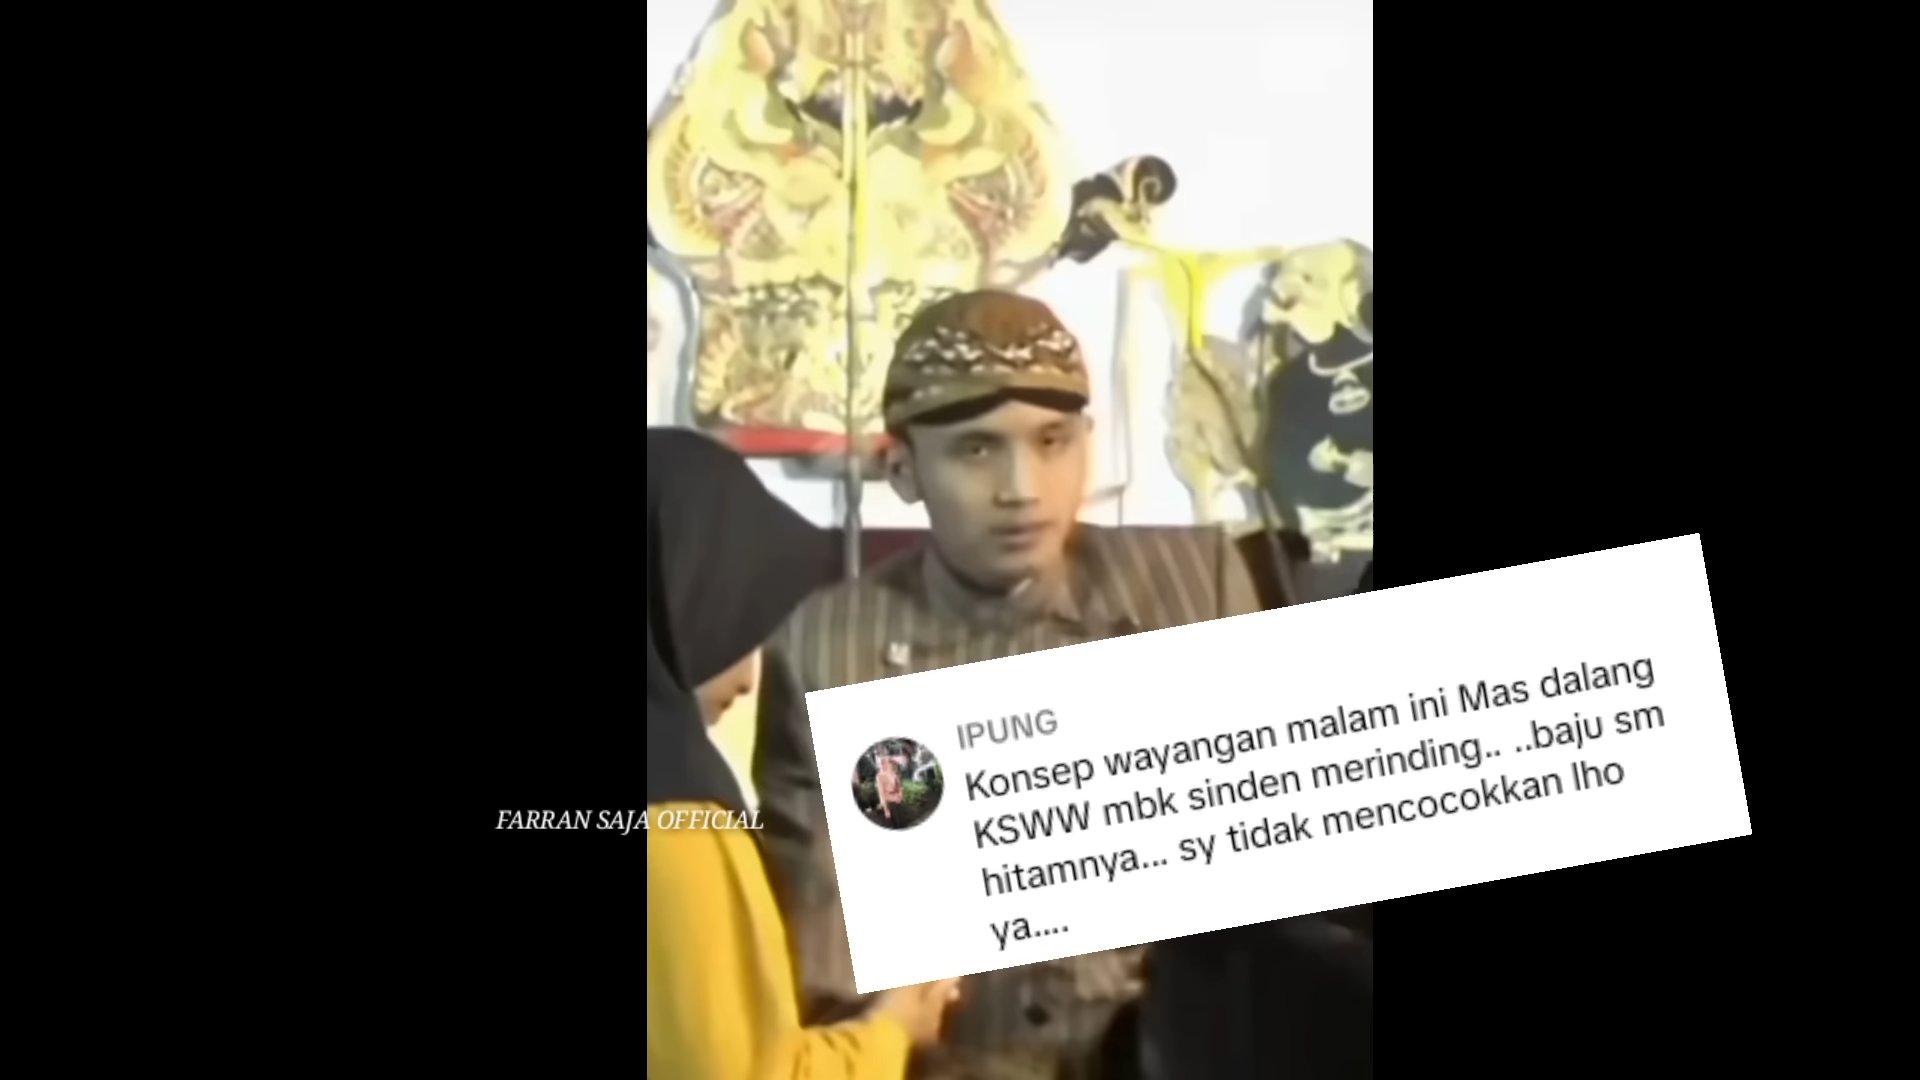 IPUNG
Konsep wayangan malam ini Mas dalang
KSWW mbk sinden merinding.. ..baju sm
hitamnya... sy tidak mencocokkan lho
ya....
FARRAN SAJA OFFICIAL